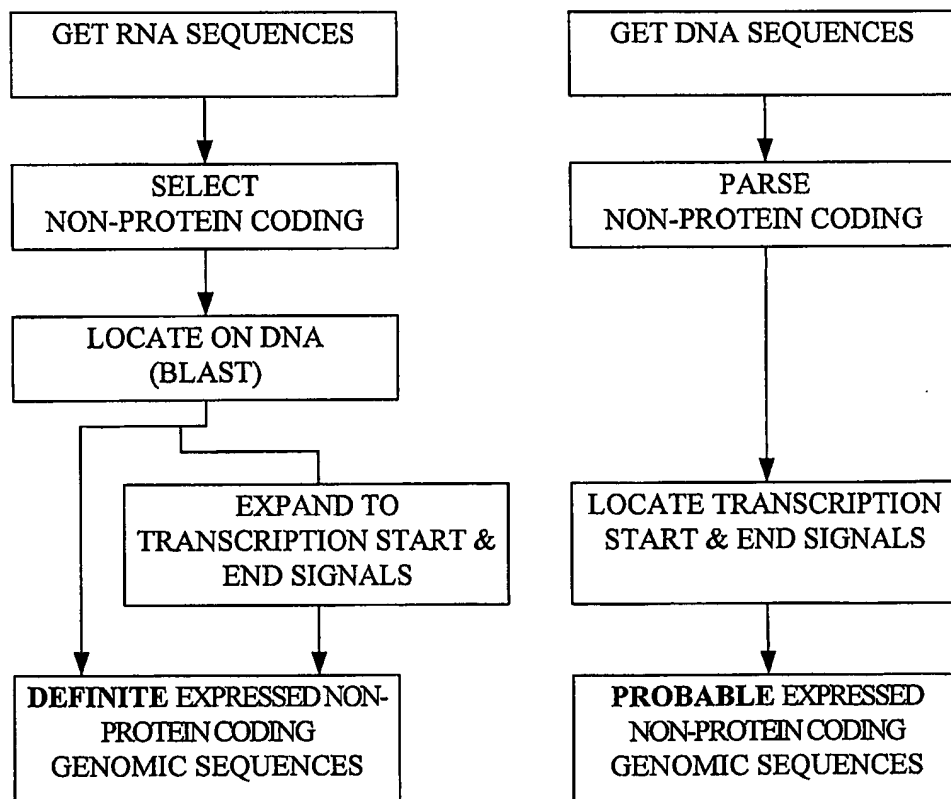 GET RNA SEQUENCES
SELECT
NON-PROTEIN CODING
LOCATE ON DNA
(BLAST)
EXPAND TO
TRANSCRIPTION START &
END SIGNALS
DEFINITE EXPRESSED NON-
PROTEIN CODING
GENOMIC SEQUENCES
GET DNA SEQUENCES
PARSE
NON-PROTEIN CODING
LOCATE TRANSCRIPTION
START & END SIGNALS
PROBABLE EXPRESSED
NON-PROTEIN CODING
GENOMIC SEQUENCES